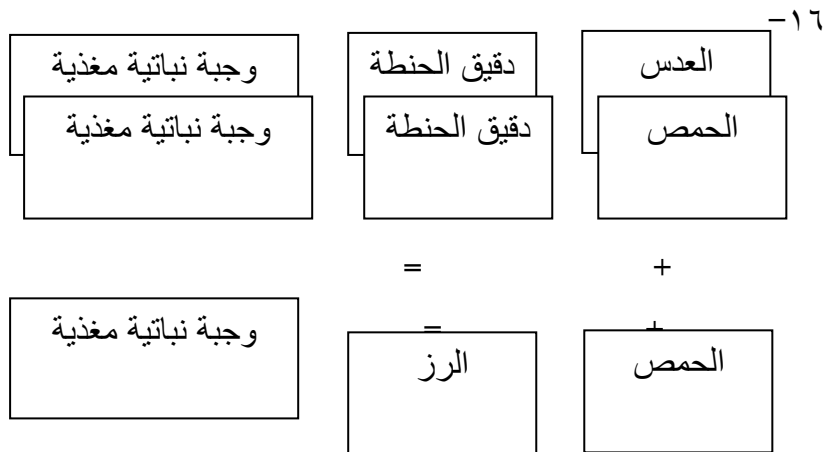 ١٦-
العدس دقيق الحنطة وجبة نباتية مغذية
الحمص دقيق الحنطة وجبة نباتية مغذية
+ =
+ =
الحمص الرز وجبة نباتية مغذية